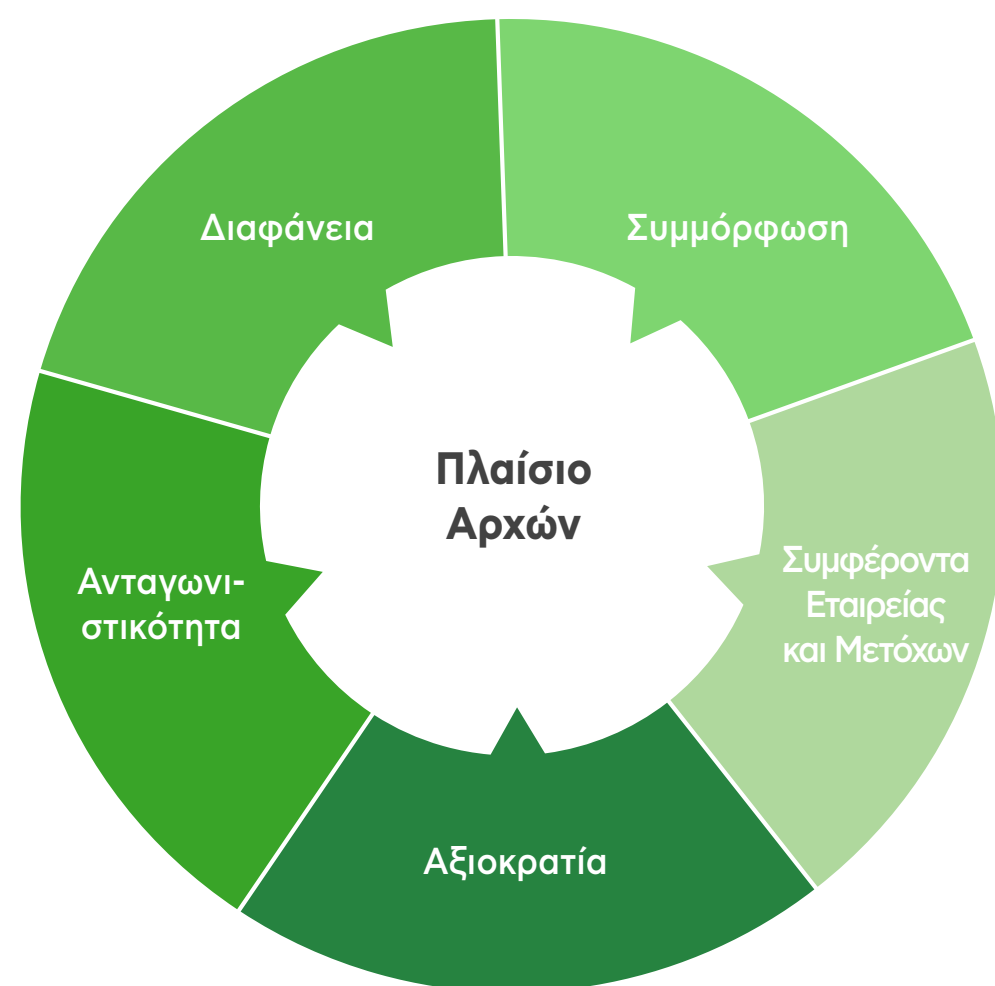 Διαφάνεια
Συμμόρφωση
Πλαίσιο
Αρχών
Συμφέροντα
Εταιρείας
και Μετόχων
Ανταγωνι-
στικότητα
Αξιοκρατία